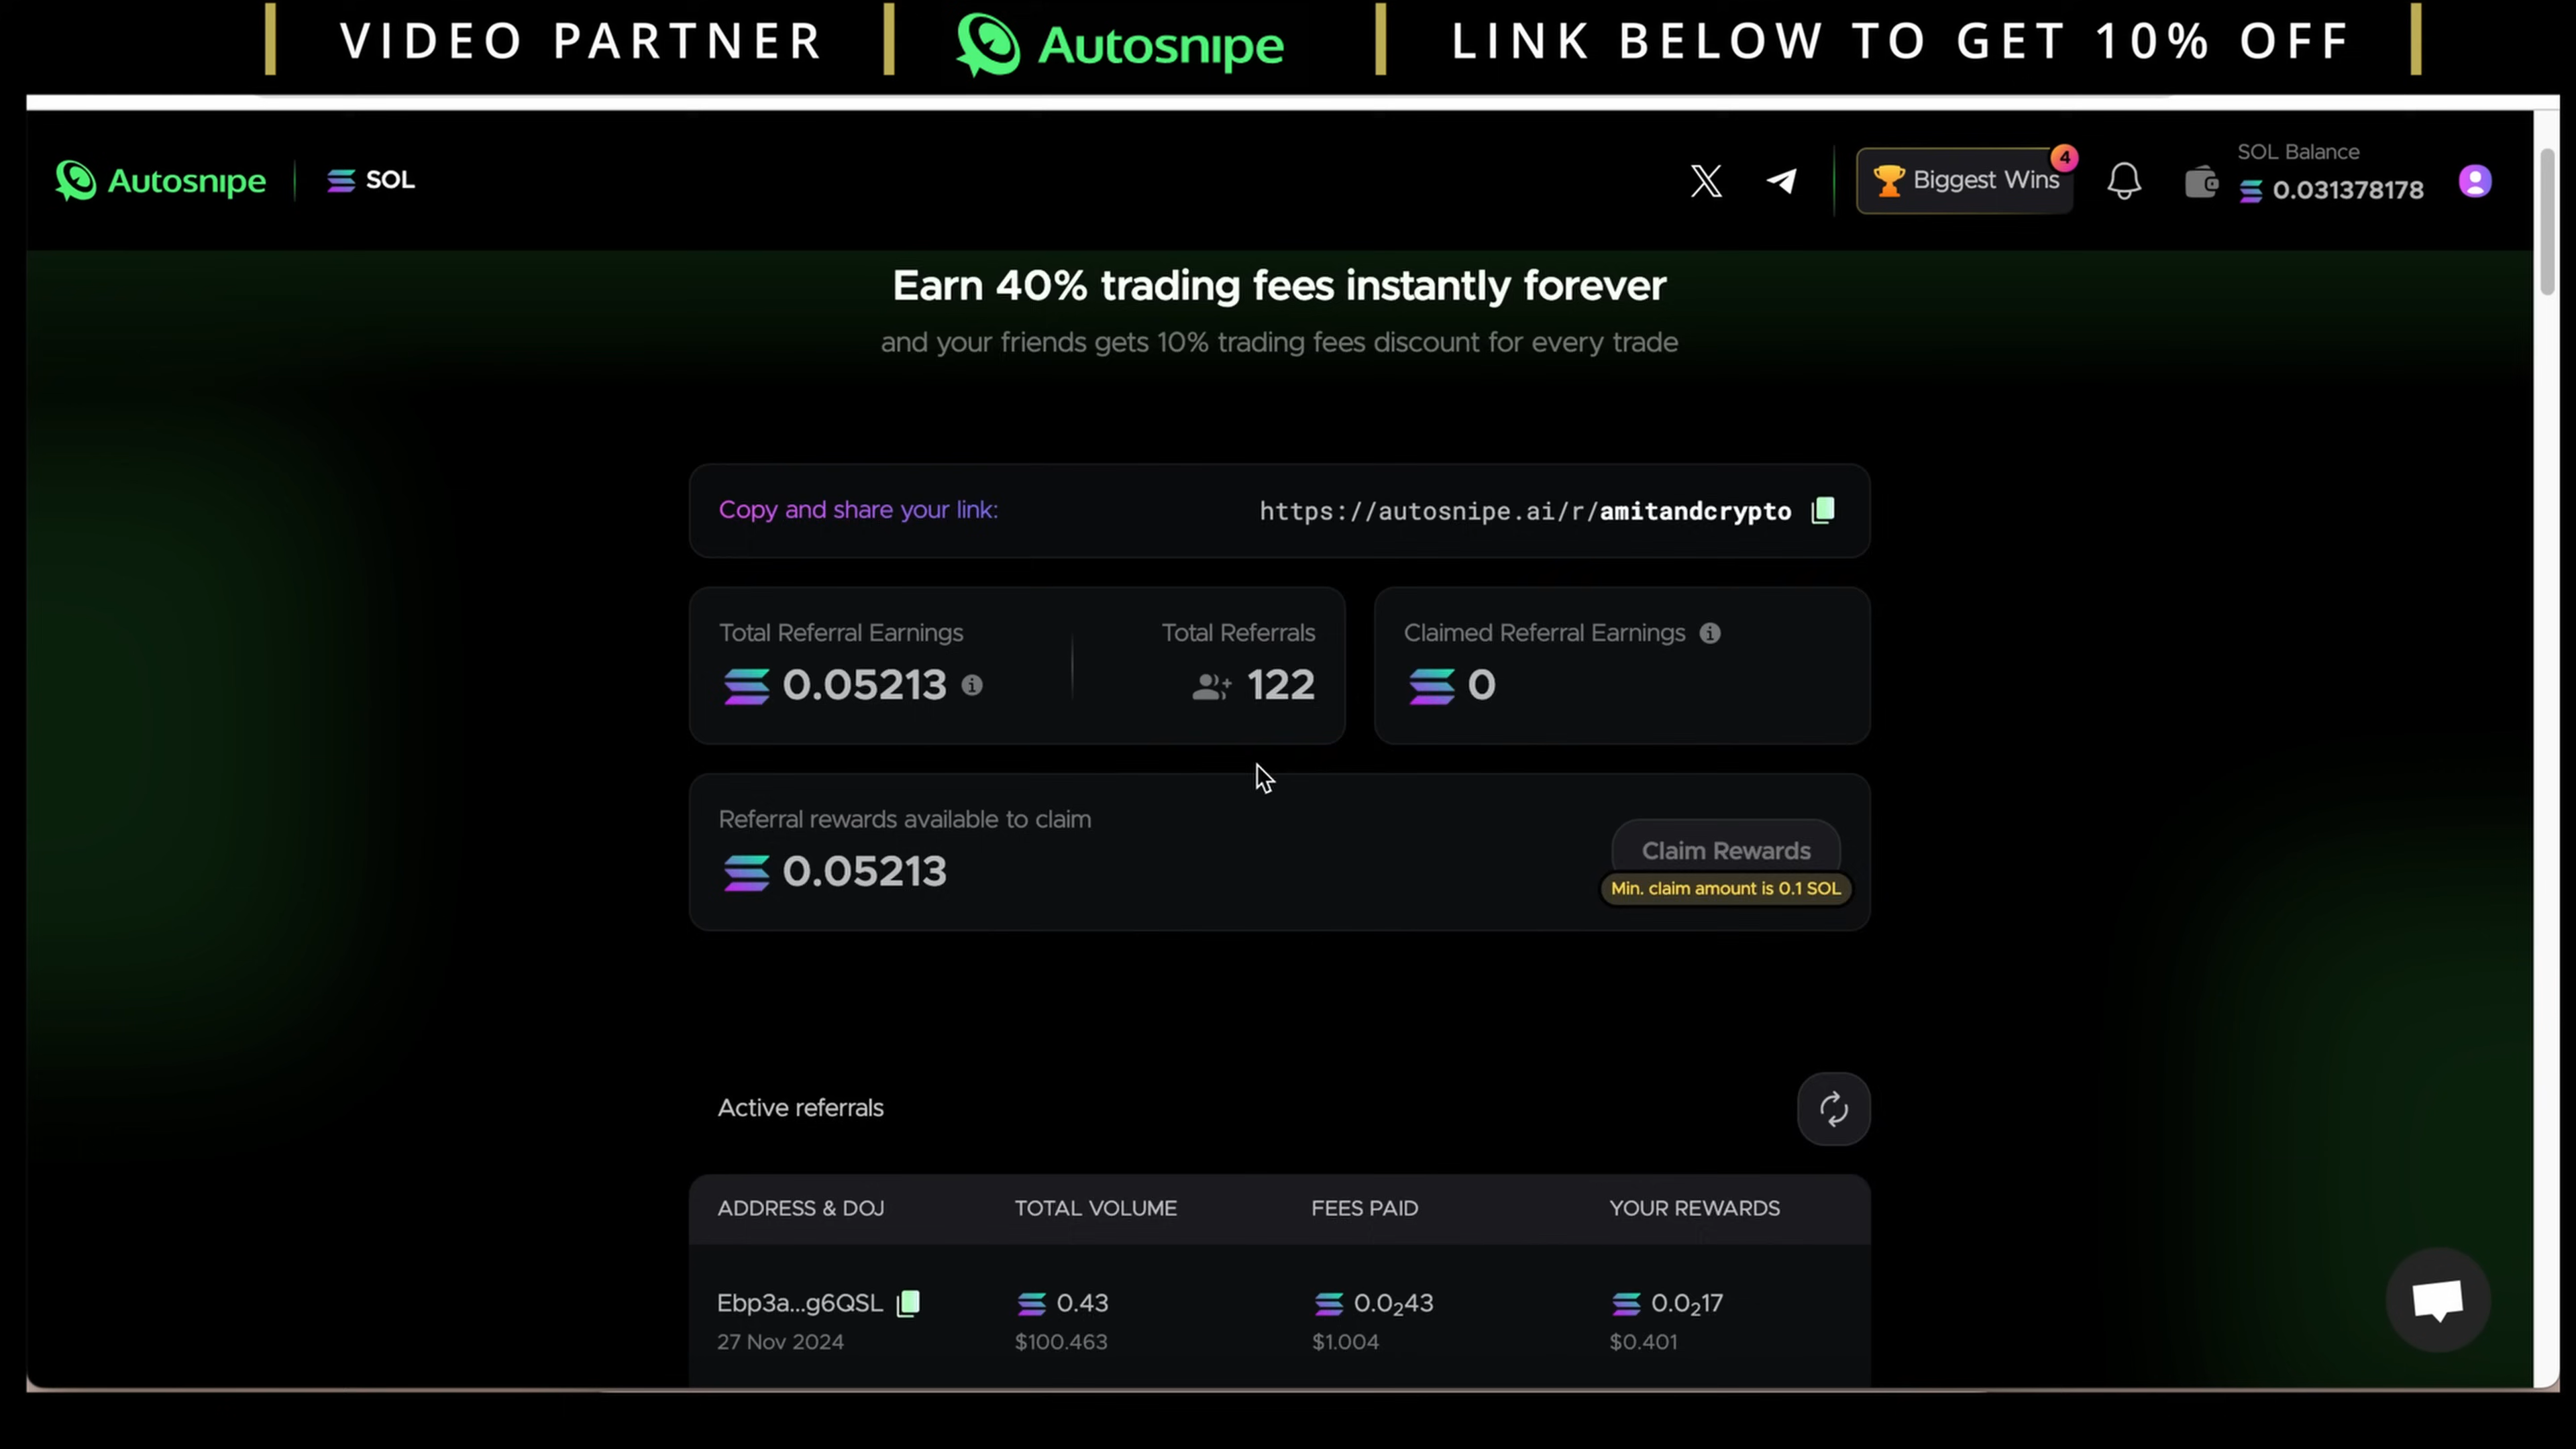 VIDEO PARTNER
Autosnipe
LINK BELOW TO GET 10% OFF
Autosnipe
SOL
Biggest Wins
4
SOL Balance
0.031378178
Earn 40% trading fees instantly forever
and your friends gets 10% trading fees discount for every trade
Copy and share your link:
https://autosnipe.ai/r/amitandcrypto
Total Referral Earnings
0.05213
Total Referrals
122
Claimed Referral Earnings
0
Referral rewards available to claim
0.05213
Claim Rewards
Min. claim amount is 0.1 SOL
Active referrals
ADDRESS & DOJ TOTAL VOLUME FEES PAID YOUR REWARDS
Ebp3a...g6QSL 0.43 0.0₂43 0.0₂17
27 Nov 2024 $100.463 $1.004 $0.401